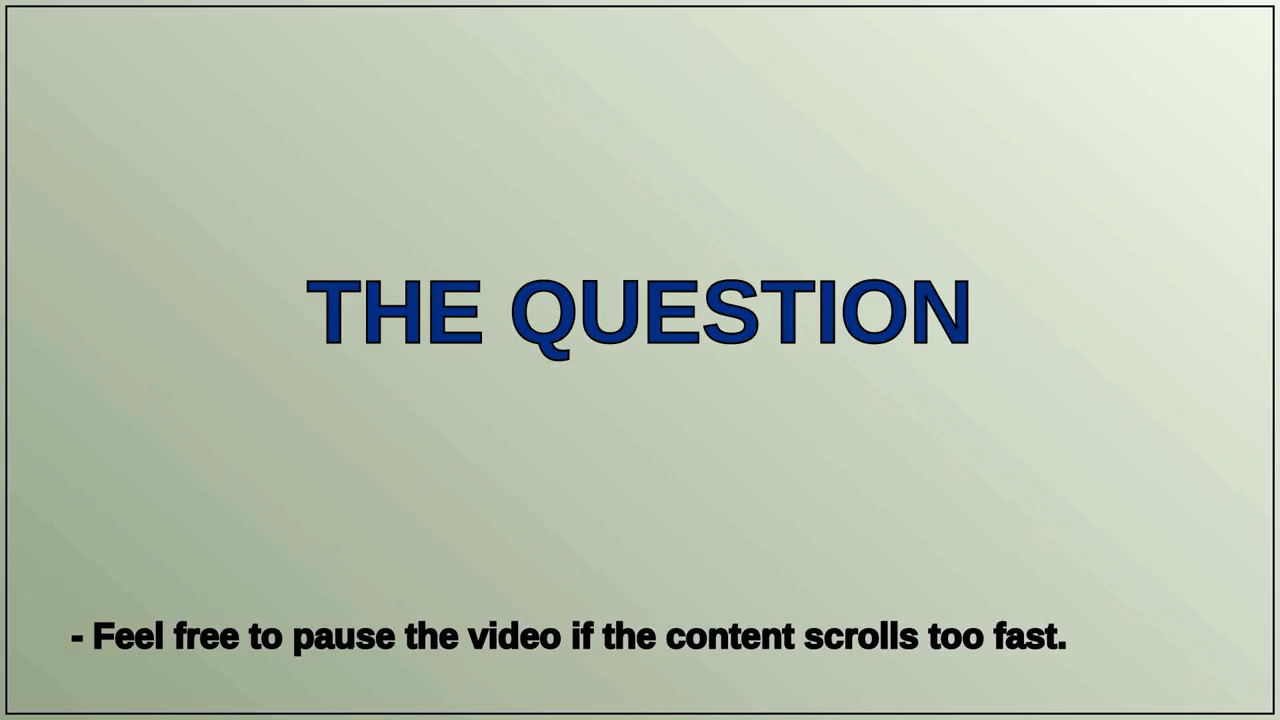 THE QUESTION
- Feel free to pause the video if the content scrolls too fast.